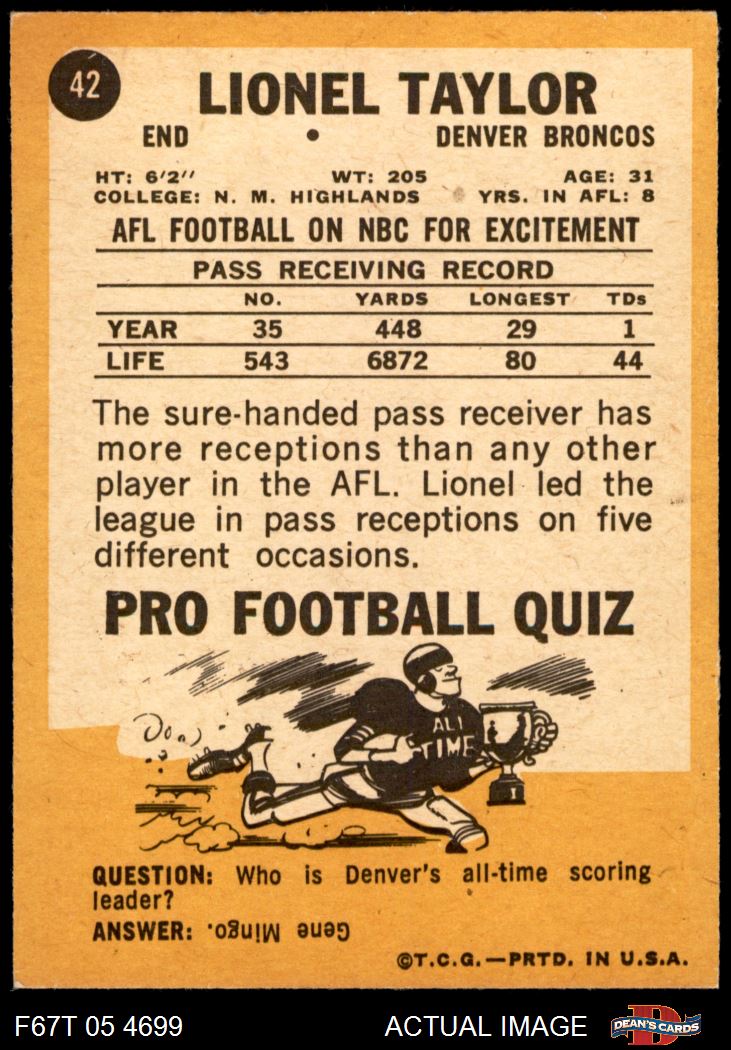 42
LIONEL TAYLOR
END • DENVER BRONCOS
HT: 6'2'' WT: 205 AGE: 31
COLLEGE: N. M. HIGHLANDS YRS. IN AFL: 8
AFL FOOTBALL ON NBC FOR EXCITEMENT
PASS RECEIVING RECORD
NO. YARDS LONGEST TDs
YEAR 35 448 29 1
LIFE 543 6872 80 44
The sure-handed pass receiver has
more receptions than any other
player in the AFL. Lionel led the
league in pass receptions on five
different occasions.
PRO FOOTBALL QUIZ
ALL
TIME
1
QUESTION: Who is Denver's all-time scoring
leader?
ANSWER: Gene Mingo.
©T.C.G.—PRTD. IN U.S.A.
F67T 05 4699 ACTUAL IMAGE
D
DEAN'S CARDS